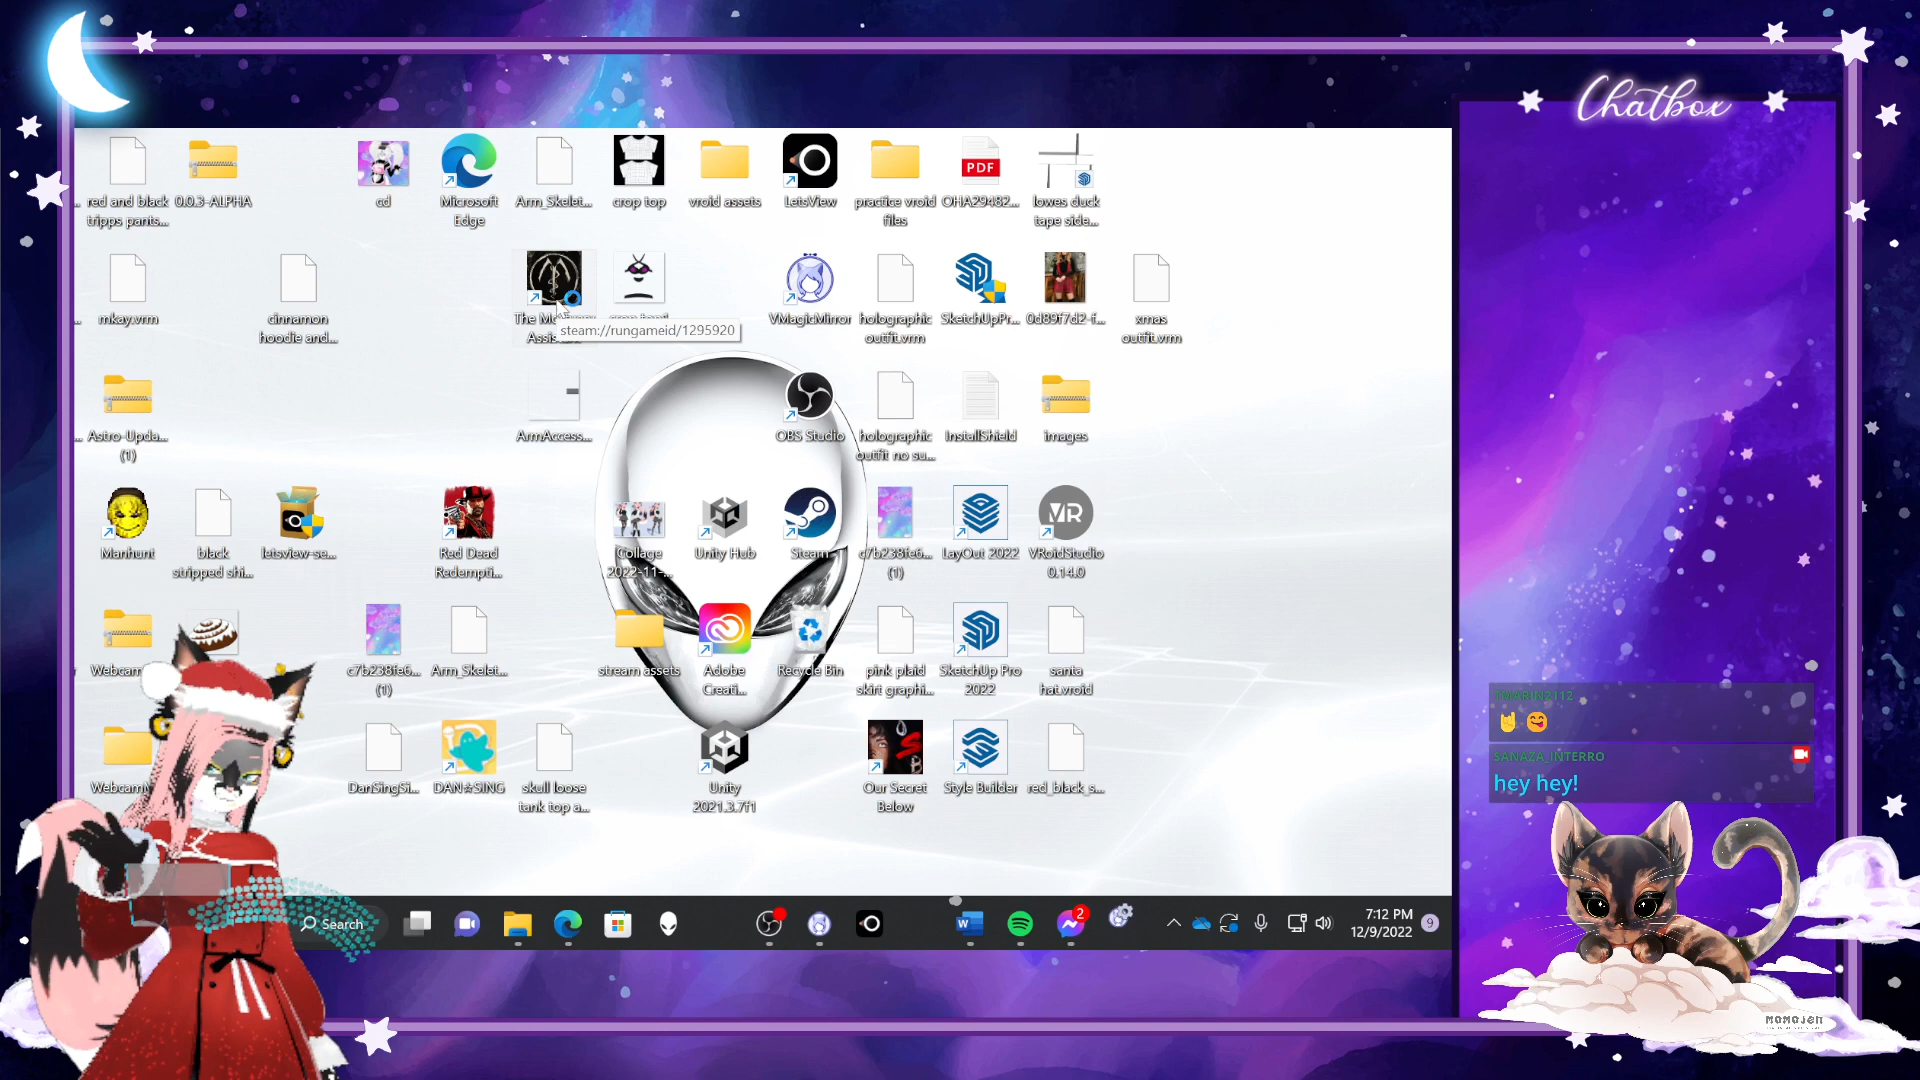 Chatbox
red and black
tripps pants...
0.0.3-ALPHA
cd
Microsoft
Edge
Arm_Skelet...
crop top
vroid assets
LetsView
practice vroid
files
PDF
OHA29482...
lowes duck
tape side...
mkay.vrm
cinnamon
hoodie and...
steam://rungameid/1295920
VMagicMirror
holographic
outfit.vrm
SketchUpPr...
0d89f7d2-f...
xmas
outfit.vrm
Astro-Upda...
(1)
ArmAccess...
OBS Studio
holographic
outfit no su...
InstallShield
images
Manhunt
black
stripped shi...
letsview-se...
Red Dead
Redempti...
Collage
2022-11-...
Unity Hub
Steam
c7b238fe6...
(1)
LayOut 2022
VR
VRoidStudio
0.14.0
c7b238fe6...
(1)
Arm_Skelet...
stream assets
Adobe
Creati...
Recycle Bin
pink plaid
skirt graphi...
SketchUp Pro
2022
santa
hat.vroid
DanSingSi...
DAN☆SING
skull loose
tank top a...
Unity
2021.3.7f1
Our Secret
Below
Style Builder
red_black_s...
SANAZA_INTERRO
hey hey!
Search
2
7:12 PM
12/9/2022
9
MOMOJEN